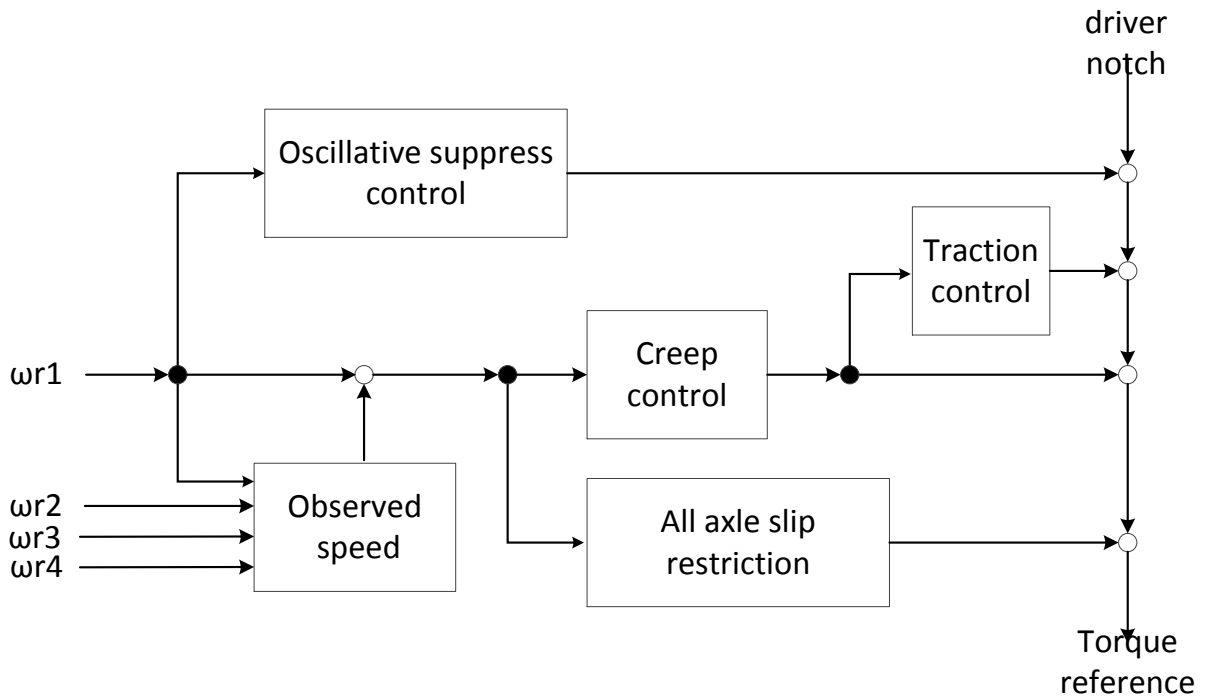 driver
notch
Oscillative suppress
control
Traction
control
ωr1
Creep
control
ωr2
ωr3
ωr4
Observed
speed
All axle slip
restriction
Torque
reference